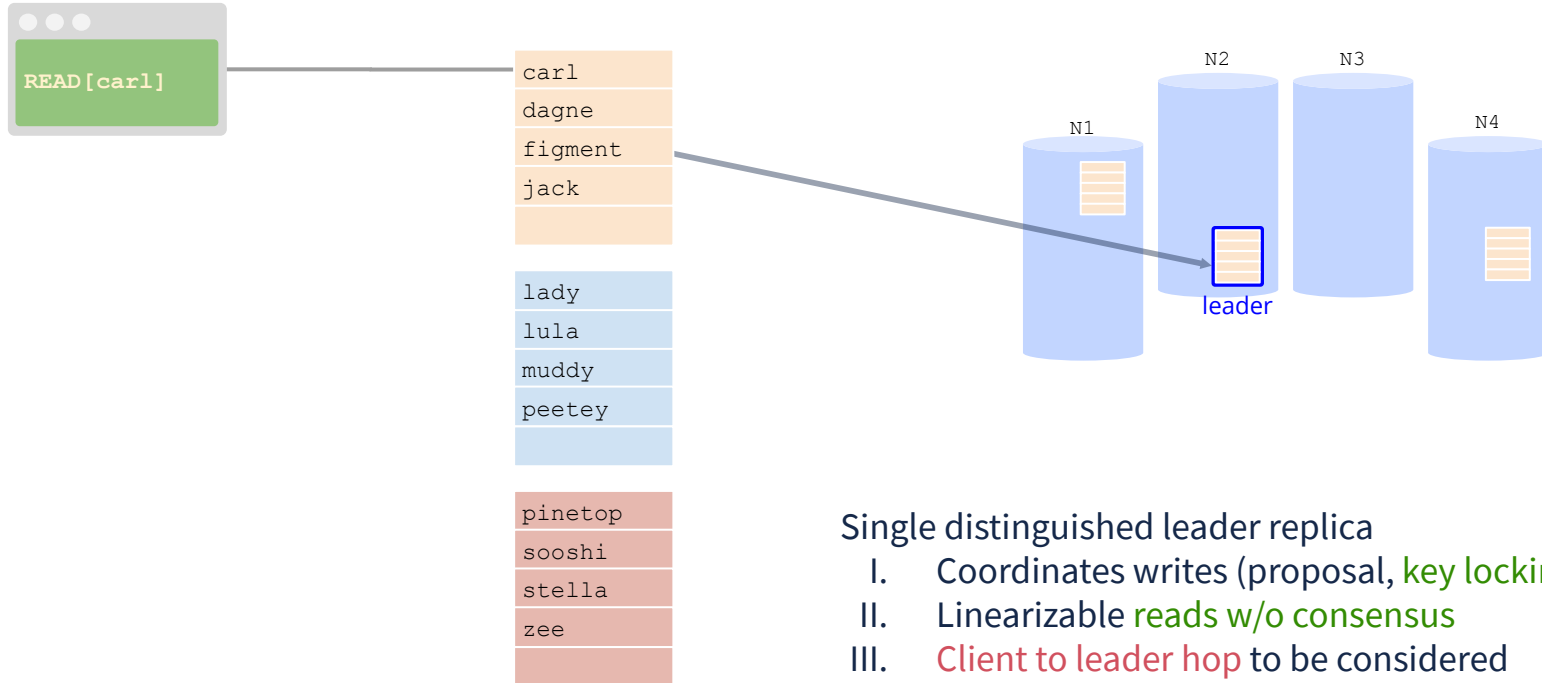 READ[carl]
carl
dagne
figment
jack
lady
lula
muddy
peetey
pinetop
sooshi
stella
zee
N1
N2
N3
N4
leader
Single distinguished leader replica
I. Coordinates writes (proposal, key
II. Linearizable reads w/o consensus
III. Client to leader hop to be considered